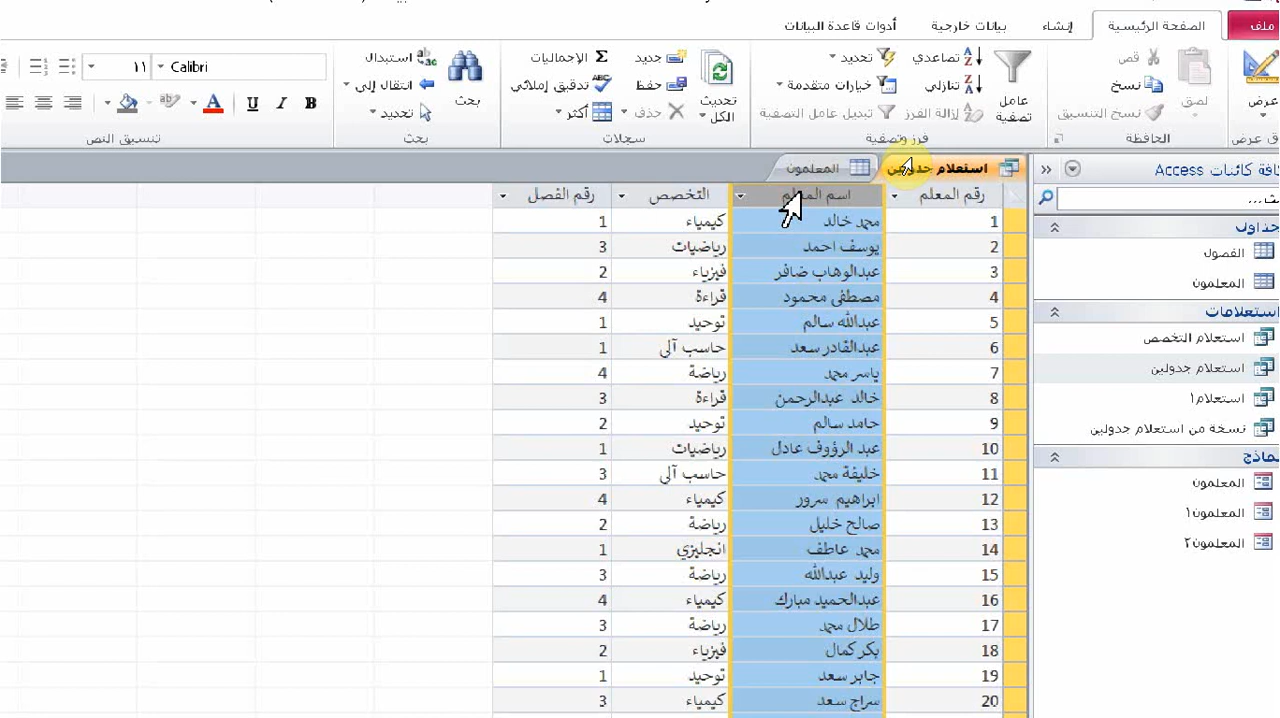 ملف
الصفحة الرئيسية
إنشاء
بيانات خارجية
أدوات قاعدة البيانات
عرض
لصق
قص
نسخ
نسخ التنسيق
الحافظة
عامل تصفية
تصاعدي
تنازلي
إزالة الفرز
تحديد
خيارات متقدمة
تبديل عامل التصفية
فرز وتصفية
تحديث الكل
جديد
حفظ
حذف
الإجماليات
تدقيق إملائي
أكثر
سجلات
بحث
استبدال
انتقال إلى
تحديد
بحث
Calibri
١١
B I U A
تنسيق النص
كافة كائنات Access
جداول
الفصول
المعلمون
استعلامات
استعلام التخصص
استعلام جدولين
استعلام١
نسخة من استعلام جدولين
نماذج
المعلمون
المعلمون١
المعلمون٢
استعلام جدولين
المعلمون
رقم المعلم اسم المعلم التخصص رقم الفصل
1 محمد خالد كيمياء 1
2 يوسف احمد رياضيات 3
3 عبدالوهاب ضافر فيزياء 2
4 مصطفى محمود قراءة 4
5 عبدالله سالم توحيد 1
6 عبدالقادر سعد حاسب آلى 1
7 ياسر محمد رياضة 4
8 خالد عبدالرحمن قراءة 3
9 حامد سالم توحيد 2
10 عبد الرؤوف عادل رياضيات 1
11 خليفة محمد حاسب آلى 3
12 ابراهيم سرور كيمياء 4
13 صالح خليل رياضة 2
14 محمد عاطف انجليزي 1
15 وليد عبدالله رياضة 3
16 عبدالحميد مبارك كيمياء 4
17 طلال محمد رياضة 3
18 بكر كمال فيزياء 2
19 جابر سعد توحيد 1
20 سراج سعد كيمياء 3